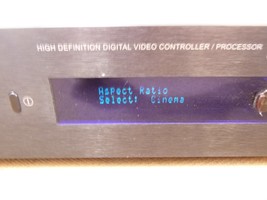 HIGH DEFINITION DIGITAL VIDEO CONTROLLER / PROCESSOR
Aspect Ratio
Select: Cinema